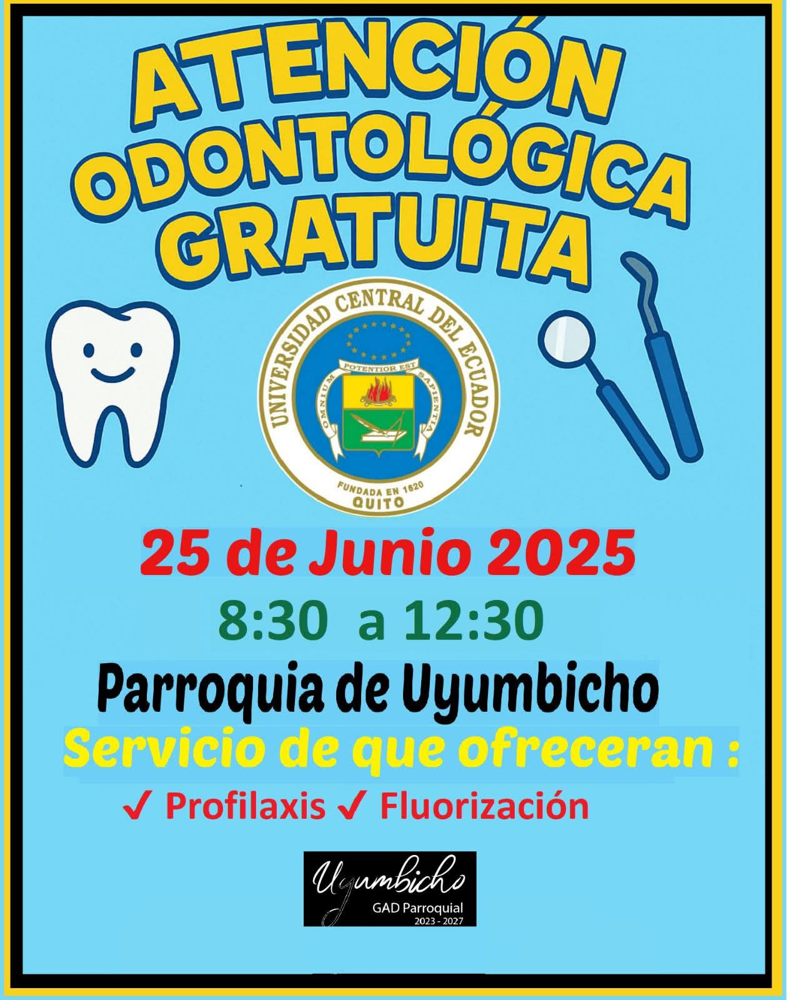 ATENCIÓN
ODONTOLÓGICA
GRATUITA
UNIVERSIDAD CENTRAL DEL ECUADOR
OMNIUM POTENTIOR EST SAPIENTIA
FUNDADA EN 1620
QUITO
25 de Junio 2025
8:30 a 12:30
Parroquia de Uyumbicho
Servicio de que ofreceran :
✓ Profilaxis ✓ Fluorización
Uyumbicho
GAD Parroquial
2023 - 2027